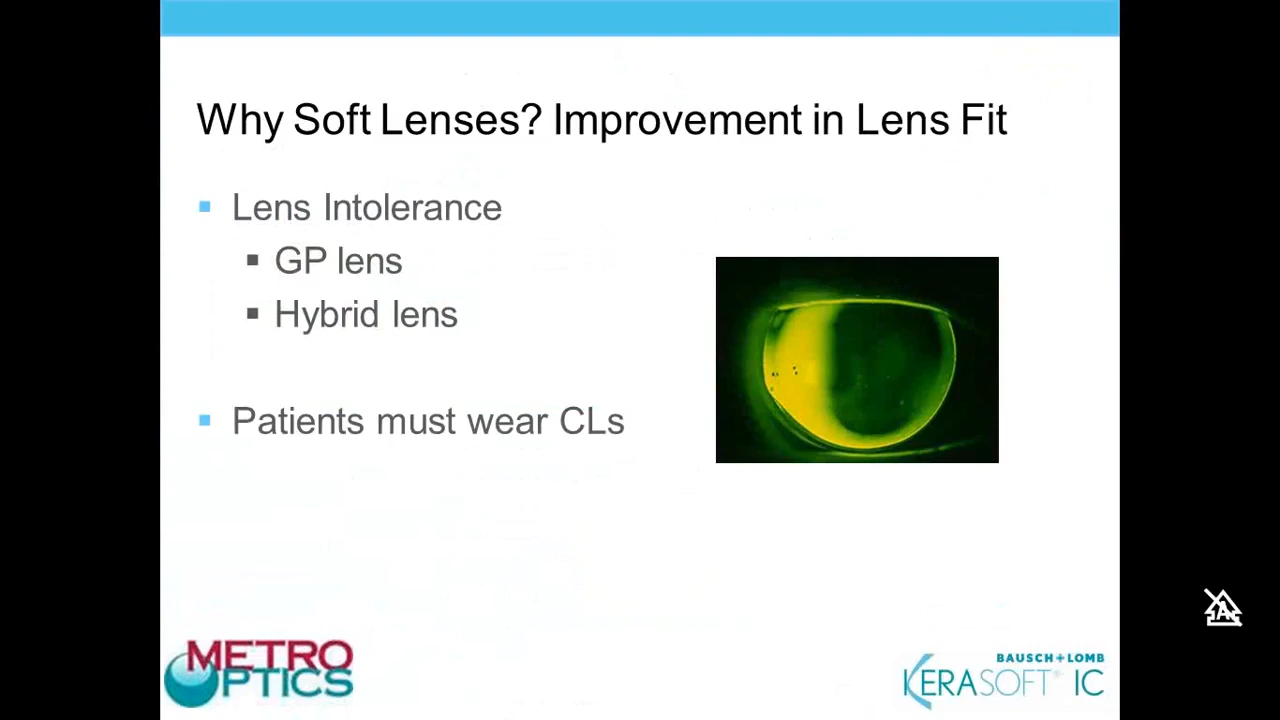 Why Soft Lenses? Improvement in Lens Fit
Lens Intolerance
GP lens
Hybrid lens
Patients must wear CLs
METRO
OPTICS
BAUSCH + LOMB
KERASOFT® IC
A